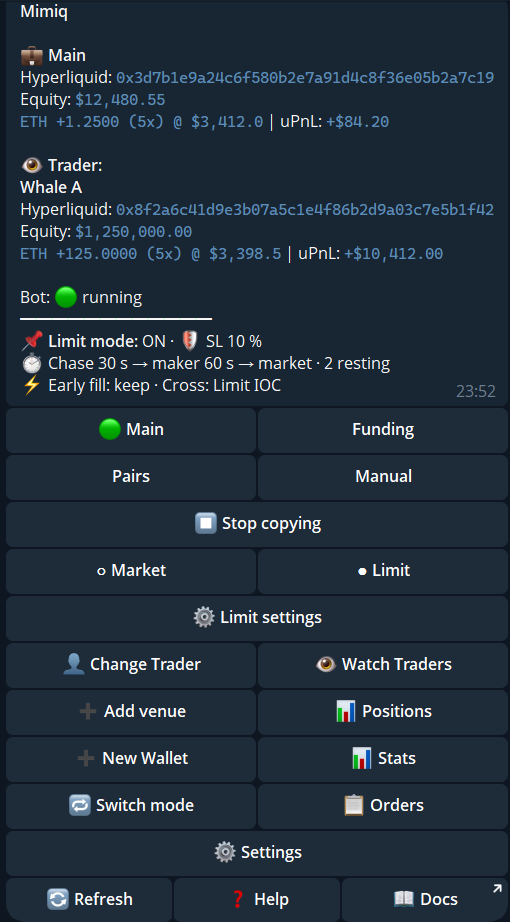 Mimiq
Main
Hyperliquid: 0x3d7b1e9a24c6f580b2e7a91d4c8f36e05b2a7c19
Equity: $12,480.55
ETH +1.2500 (5x) @ $3,412.0 | uPnL: +$84.20
Trader:
Whale A
Hyperliquid: 0x8f2a6c41d9e3b07a5c1e4f86b2d9a03c7e5b1f42
Equity: $1,250,000.00
ETH +125.0000 (5x) @ $3,398.5 | uPnL: +$10,412.00
Bot: 🟢 running
📌 Limit mode: ON · 🛡 SL 10 %
⏱ Chase 30 s → maker 60 s → market · 2 resting
⚡ Early fill: keep · Cross: Limit IOC
23:52
🟢 Main
Funding
Pairs
Manual
⏹ Stop copying
○ Market
● Limit
⚙ Limit settings
👤 Change Trader
👁 Watch Traders
➕ Add venue
📊 Positions
➕ New Wallet
📊 Stats
🔁 Switch mode
📋 Orders
⚙ Settings
🔄 Refresh
❓ Help
📖 Docs